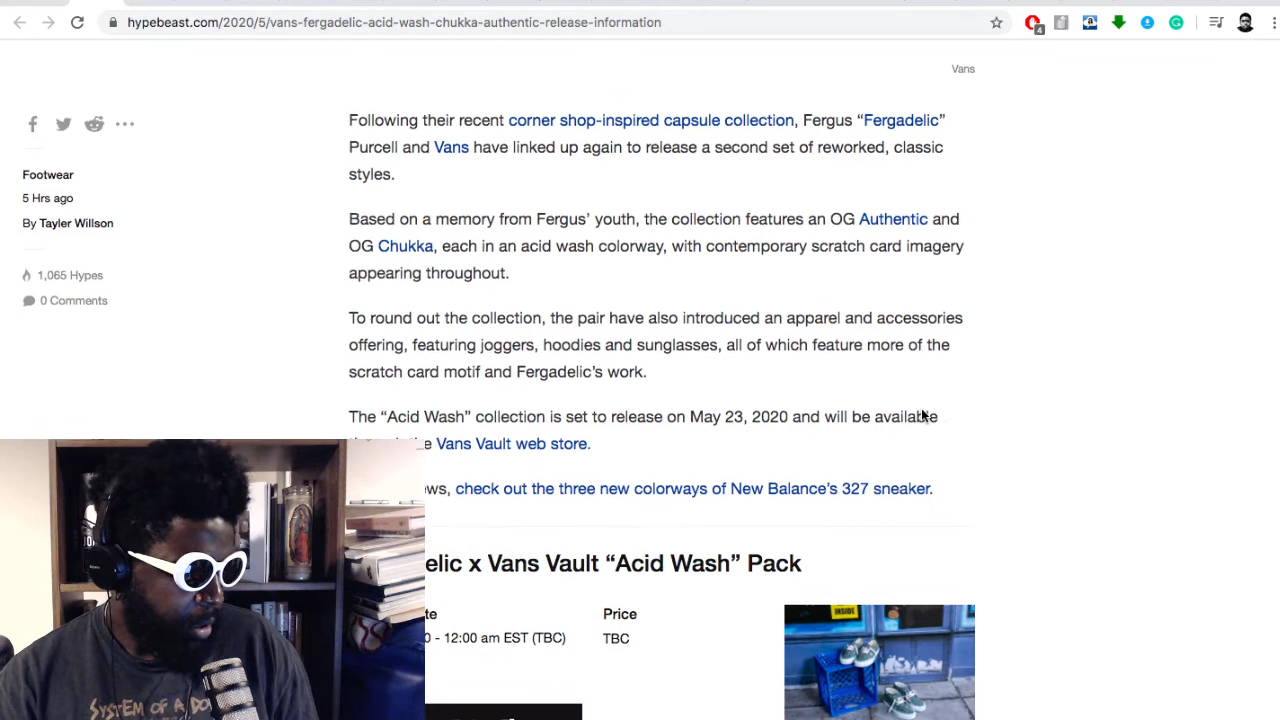 hypebeast.com/2020/5/vans-fergadelic-acid-wash-chukka-authentic-release-information
4
Vans
Following their recent corner shop-inspired capsule collection, Fergus “Fergadelic”
Purcell and Vans have linked up again to release a second set of reworked, classic
styles.
Footwear
5 Hrs ago
By Tayler Willson
1,065 Hypes
0 Comments
Based on a memory from Fergus’ youth, the collection features an OG Authentic and
OG Chukka, each in an acid wash colorway, with contemporary scratch card imagery
appearing throughout.
To round out the collection, the pair have also introduced an apparel and accessories
offering, featuring joggers, hoodies and sunglasses, all of which feature more of the
scratch card motif and Fergadelic’s work.
The “Acid Wash” collection is set to release on May 23, 2020 and will be available
Vans Vault web store.
check out the three new colorways of New Balance’s 327 sneaker.
elic x Vans Vault “Acid Wash” Pack
te
0 - 12:00 am EST (TBC)
Price
TBC
INSIDE
SYSTEM OF A DO